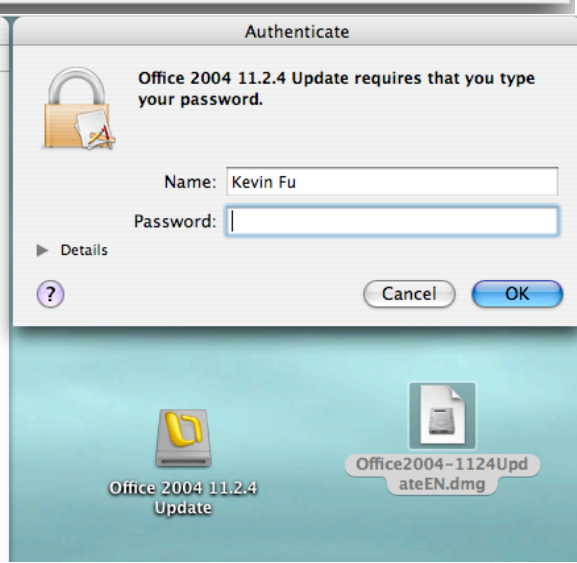 Authenticate
Office 2004 11.2.4 Update requires that you type
your password.
Name: Kevin Fu
Password:
Details
? Cancel OK
Office 2004 11.2.4
Update
Office2004-1124Upd
ateEN.dmg